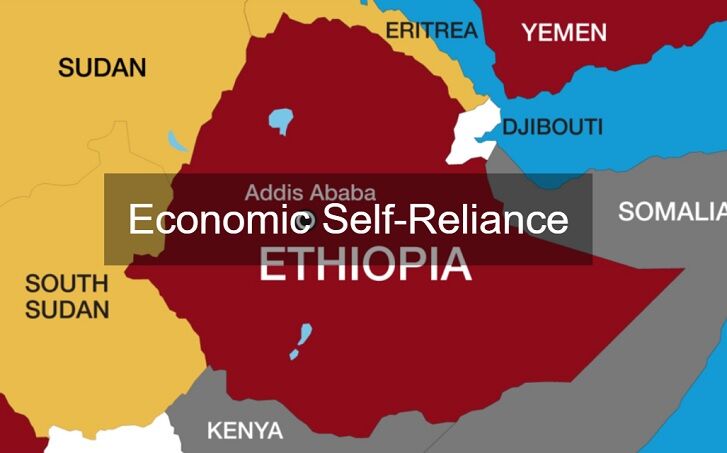 ERITREA
YEMEN
SUDAN
DJIBOUTI
Addis Ababa
Economic Self-Reliance
SOMALIA
ETHIOPIA
SOUTH
SUDAN
KENYA